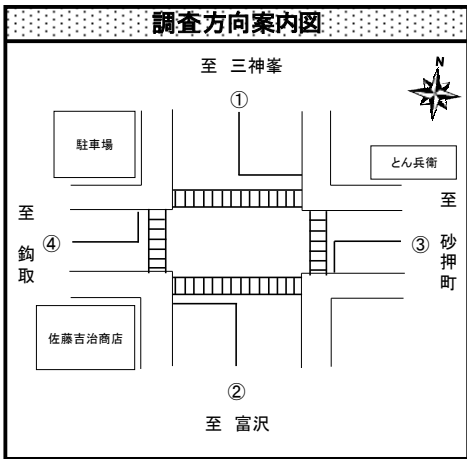 調査方向案内図
至 三神峯
①
N
駐車場
とん兵衛
至 鈎取
④
③
至 砂押町
佐藤吉治商店
②
至 富沢